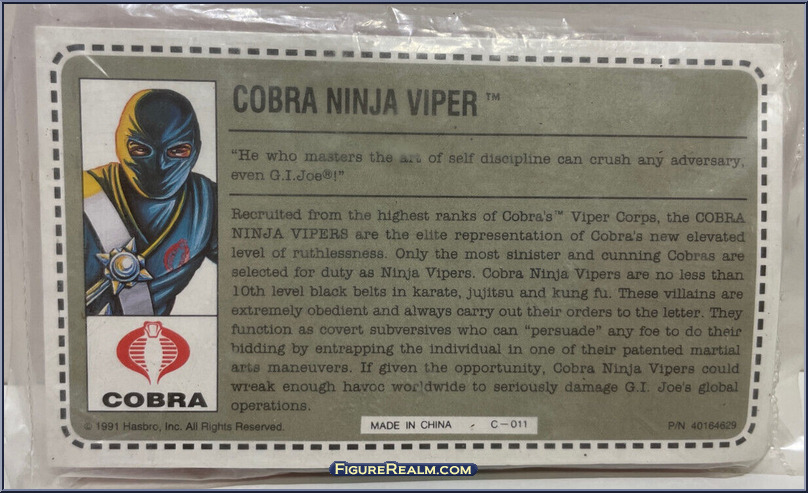 COBRA NINJA VIPER ™
"He who masters the art of self discipline can crush any adversary,
even G.I.Joe®!"
Recruited from the highest ranks of Cobra's™ Viper Corps, the COBRA
NINJA VIPERS are the elite representation of Cobra's new elevated
level of ruthlessness. Only the most sinister and cunning Cobras are
selected for duty as Ninja Vipers. Cobra Ninja Vipers are no less than
10th level black belts in karate, jujitsu and kung fu. These villains are
extremely obedient and always carry out their orders to the letter. They
function as covert subversives who can "persuade" any foe to do their
bidding by entrapping the individual in one of their patented martial
arts maneuvers. If given the opportunity, Cobra Ninja Vipers could
wreak enough havoc worldwide to seriously damage G.I. Joe's global
operations.
COBRA
© 1991 Hasbro, Inc. All Rights Reserved.
MADE IN CHINA C-011
P/N 40164629
FIGUREREALM.COM